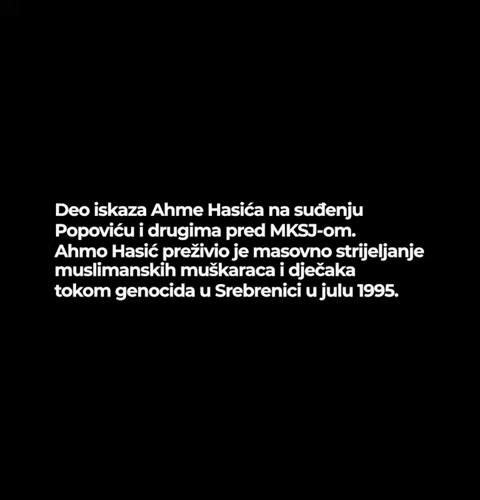 Deo iskaza Ahme Hasića na suđenju
Popoviću i drugima pred MKSJ-om.
Ahmo Hasić preživio je masovno strijeljanje
muslimanskih muškaraca i dječaka
tokom genocida u Srebrenici u julu 1995.